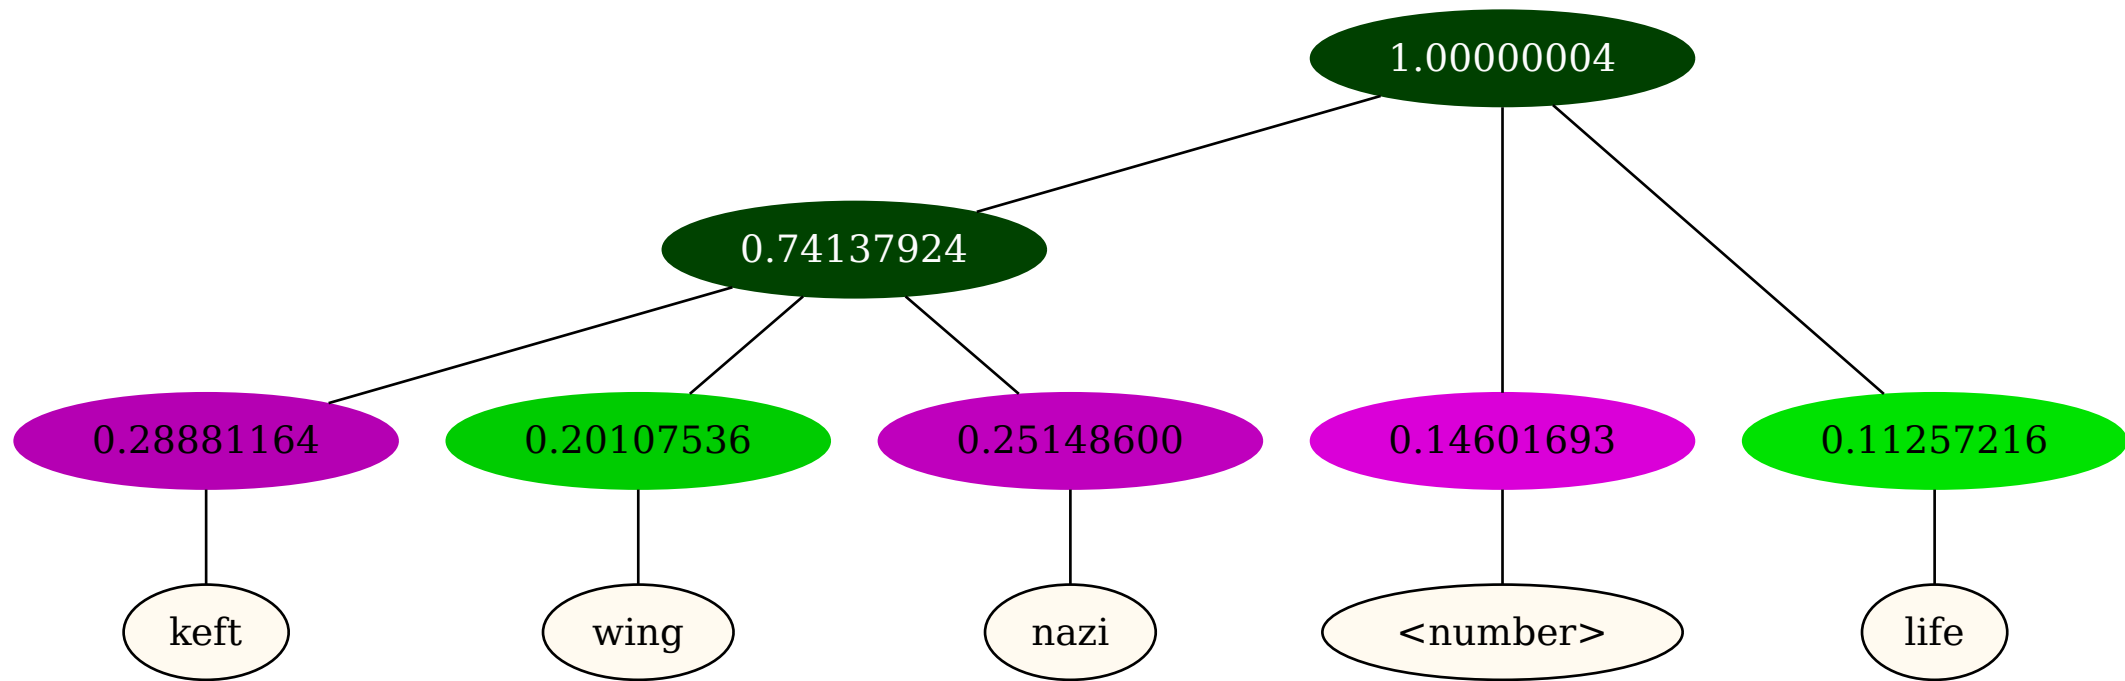 1.00000004
0.74137924
0.28881164 0.20107536 0.25148600 0.14601693 0.11257216
keft wing nazi <number> life